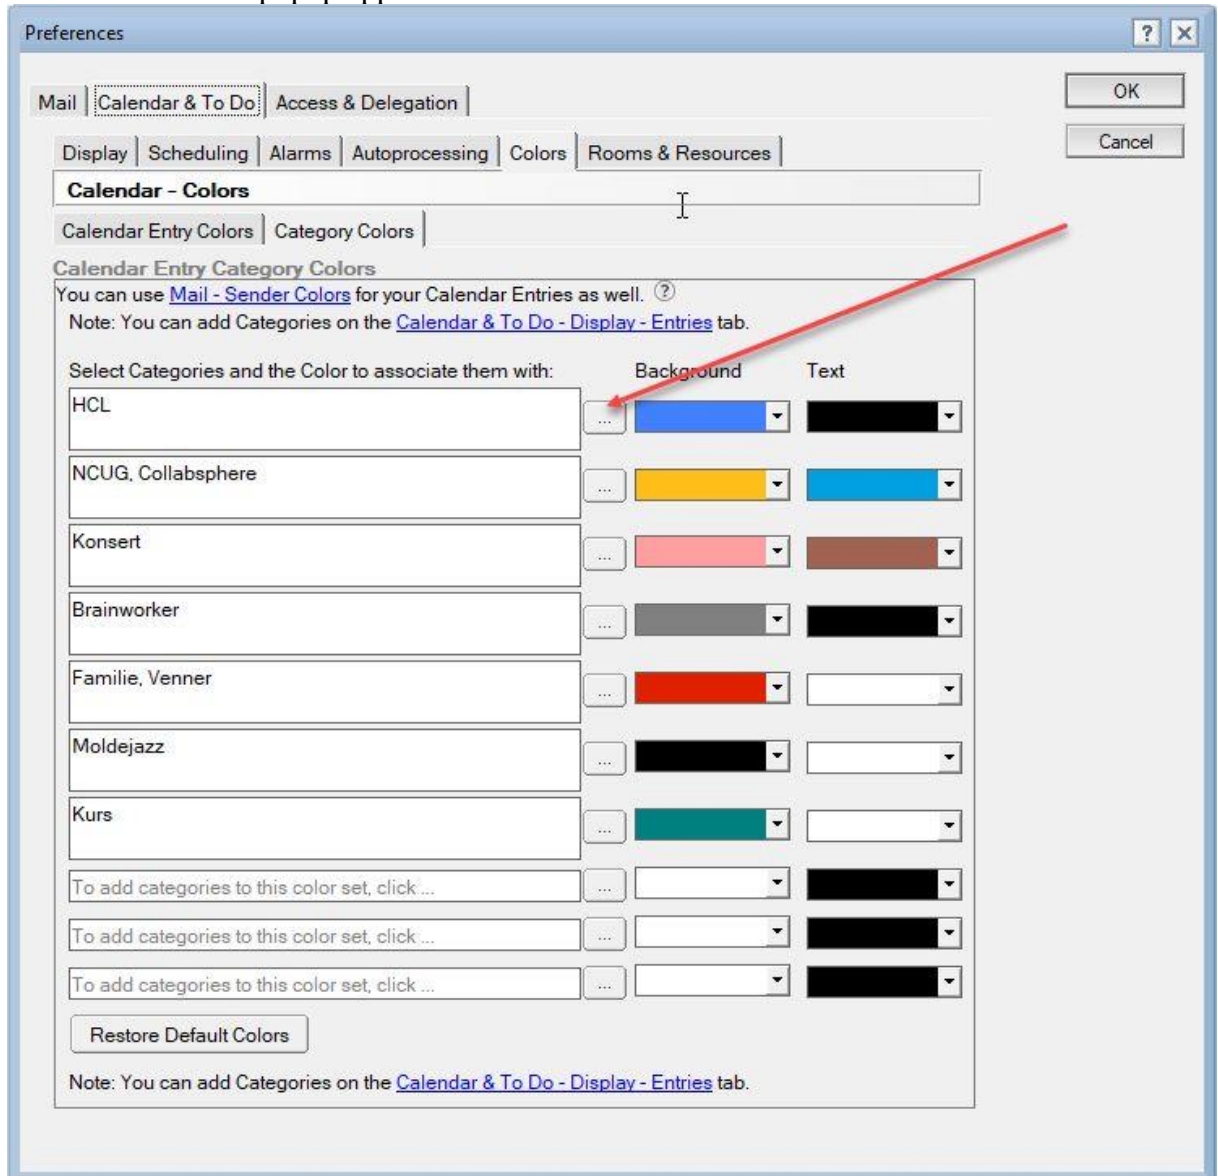 Preferences
OK
Mail Calendar & To Do Access & Delegation
Cancel
Display Scheduling Alarms Autoprocessing Colors Rooms & Resources
Calendar - Colors
Calendar Entry Colors Category Colors
Calendar Entry Category Colors
You can use Mail - Sender Colors for your Calendar Entries as well. ?
Note: You can add Categories on the Calendar & To Do - Display - Entries tab.
Select Categories and the Color to associate them with: Background Text
HCL
...
NCUG, Collabsphere
...
Konsert
...
Brainworker
...
Familie, Venner
...
Moldejazz
...
Kurs
...
To add categories to this color set, click ... ...
To add categories to this color set, click ... ...
To add categories to this color set, click ... ...
Restore Default Colors
Note: You can add Categories on the Calendar & To Do - Display - Entries tab.